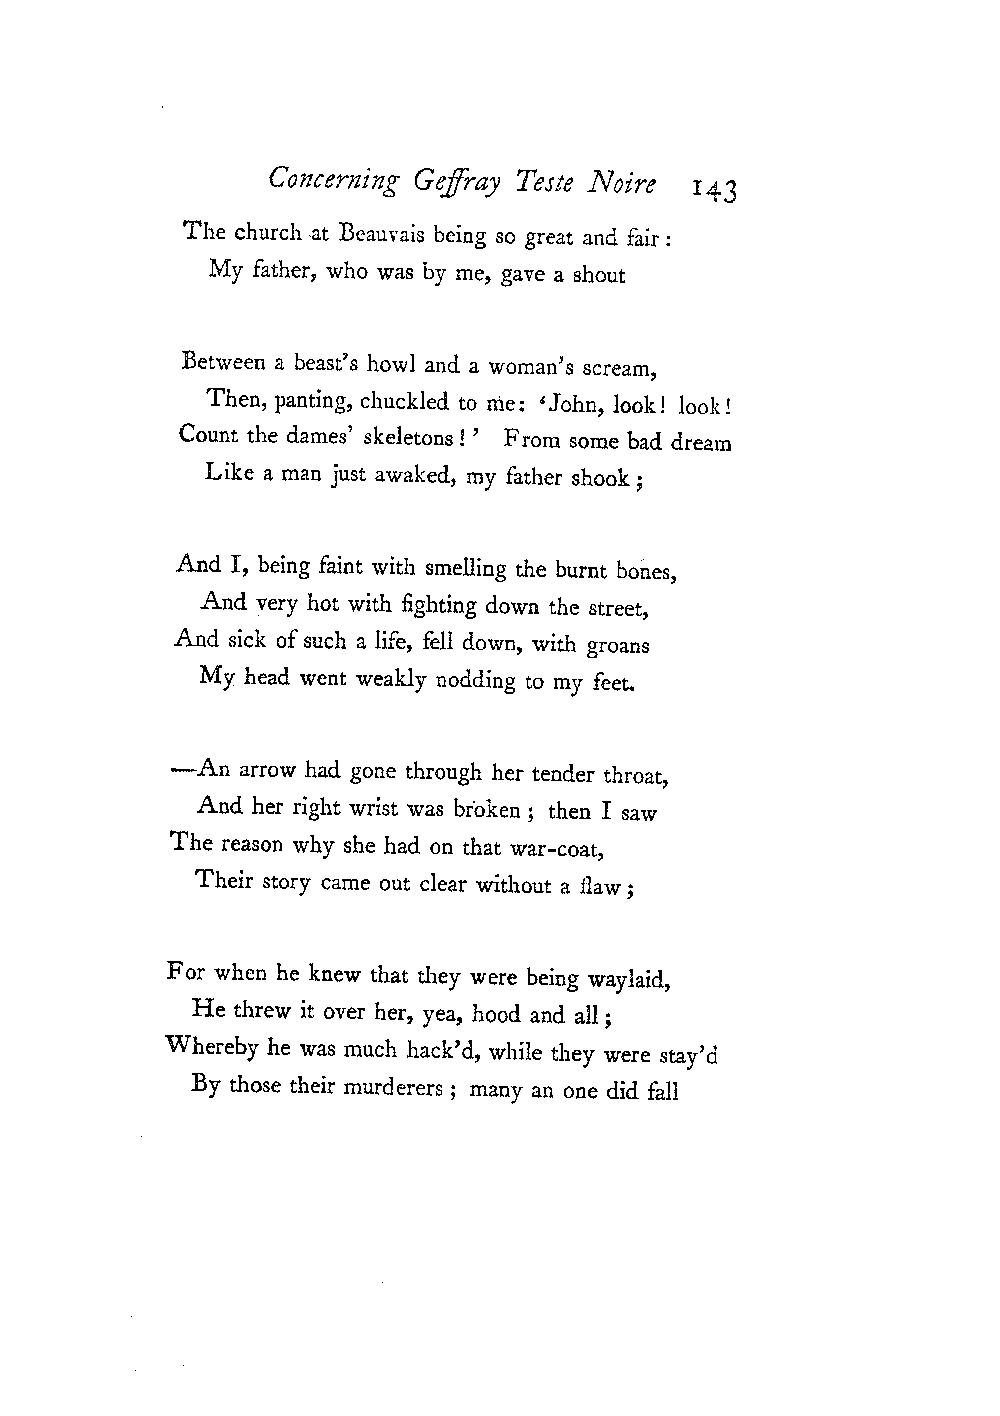 Concerning Geffray Teste Noire 143
The church at Beauvais being so great and fair :
My father, who was by me, gave a shout
Between a beast's howl and a woman's scream,
Then, panting, chuckled to me: ‘John, look! look!
Count the dames’ skeletons!’ From some bad dream
Like a man just awaked, my father shook ;
And I, being faint with smelling the burnt bones,
And very hot with fighting down the street,
And sick of such a life, fell down, with groans
My head went weakly nodding to my feet.
—An arrow had gone through her tender throat,
And her right wrist was broken ; then I saw
The reason why she had on that war-coat,
Their story came out clear without a flaw ;
For when he knew that they were being waylaid,
He threw it over her, yea, hood and all ;
Whereby he was much hack'd, while they were stay'd
By those their murderers ; many an one did fall